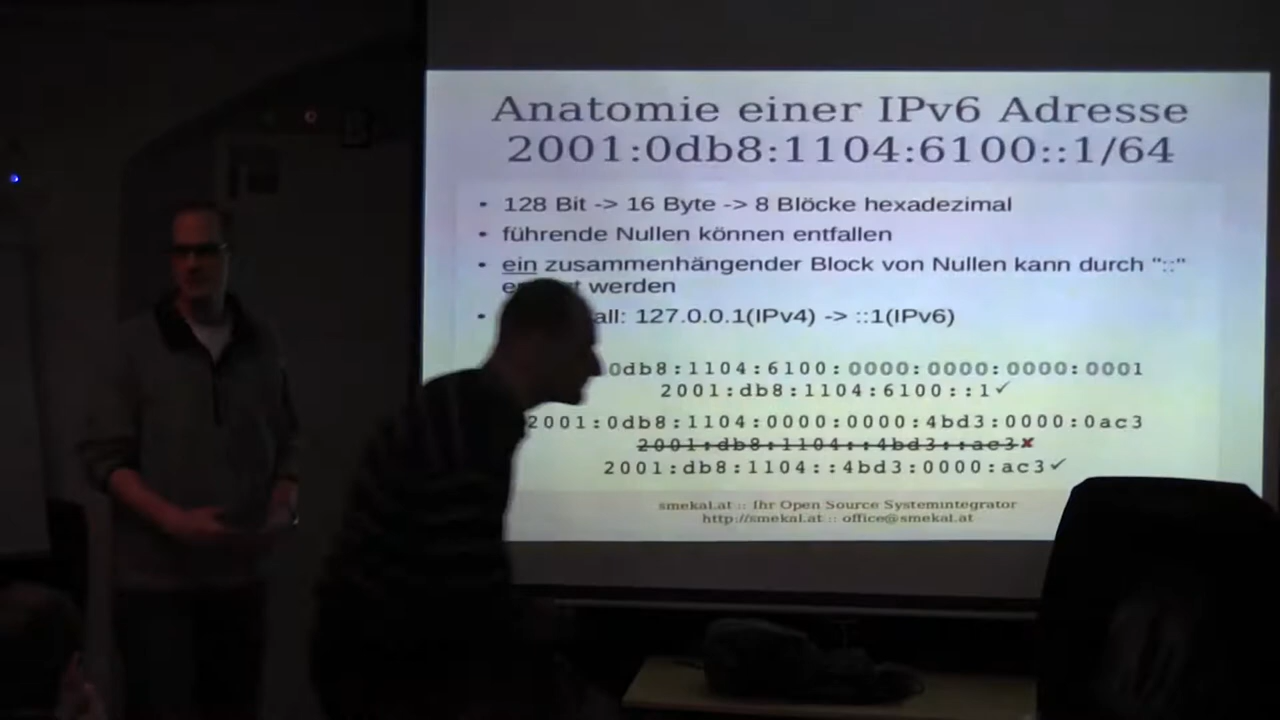 Anatomie einer IPv6 Adresse
2001:0db8:1104:6100::1/64
• 128 Bit -> 16 Byte -> 8 Blöcke hexadezimal
• führende Nullen können entfallen
• ein zusammenhängender Block von Nullen kann durch "::"
werden
• 127.0.0.1(IPv4) -> ::1(IPv6)
0db8:1104:6100:0000:0000:0000:0001
2001:db8:1104:6100::1✓
2001:0db8:1104:0000:0000:4bd3:0000:0ac3
2001:db8:1104::4bd3::ac3✘
2001:db8:1104::4bd3:0000:ac3✓
smekal.at :: Ihr Open Source Systemintegrator
http://smekal.at :: office@smekal.at